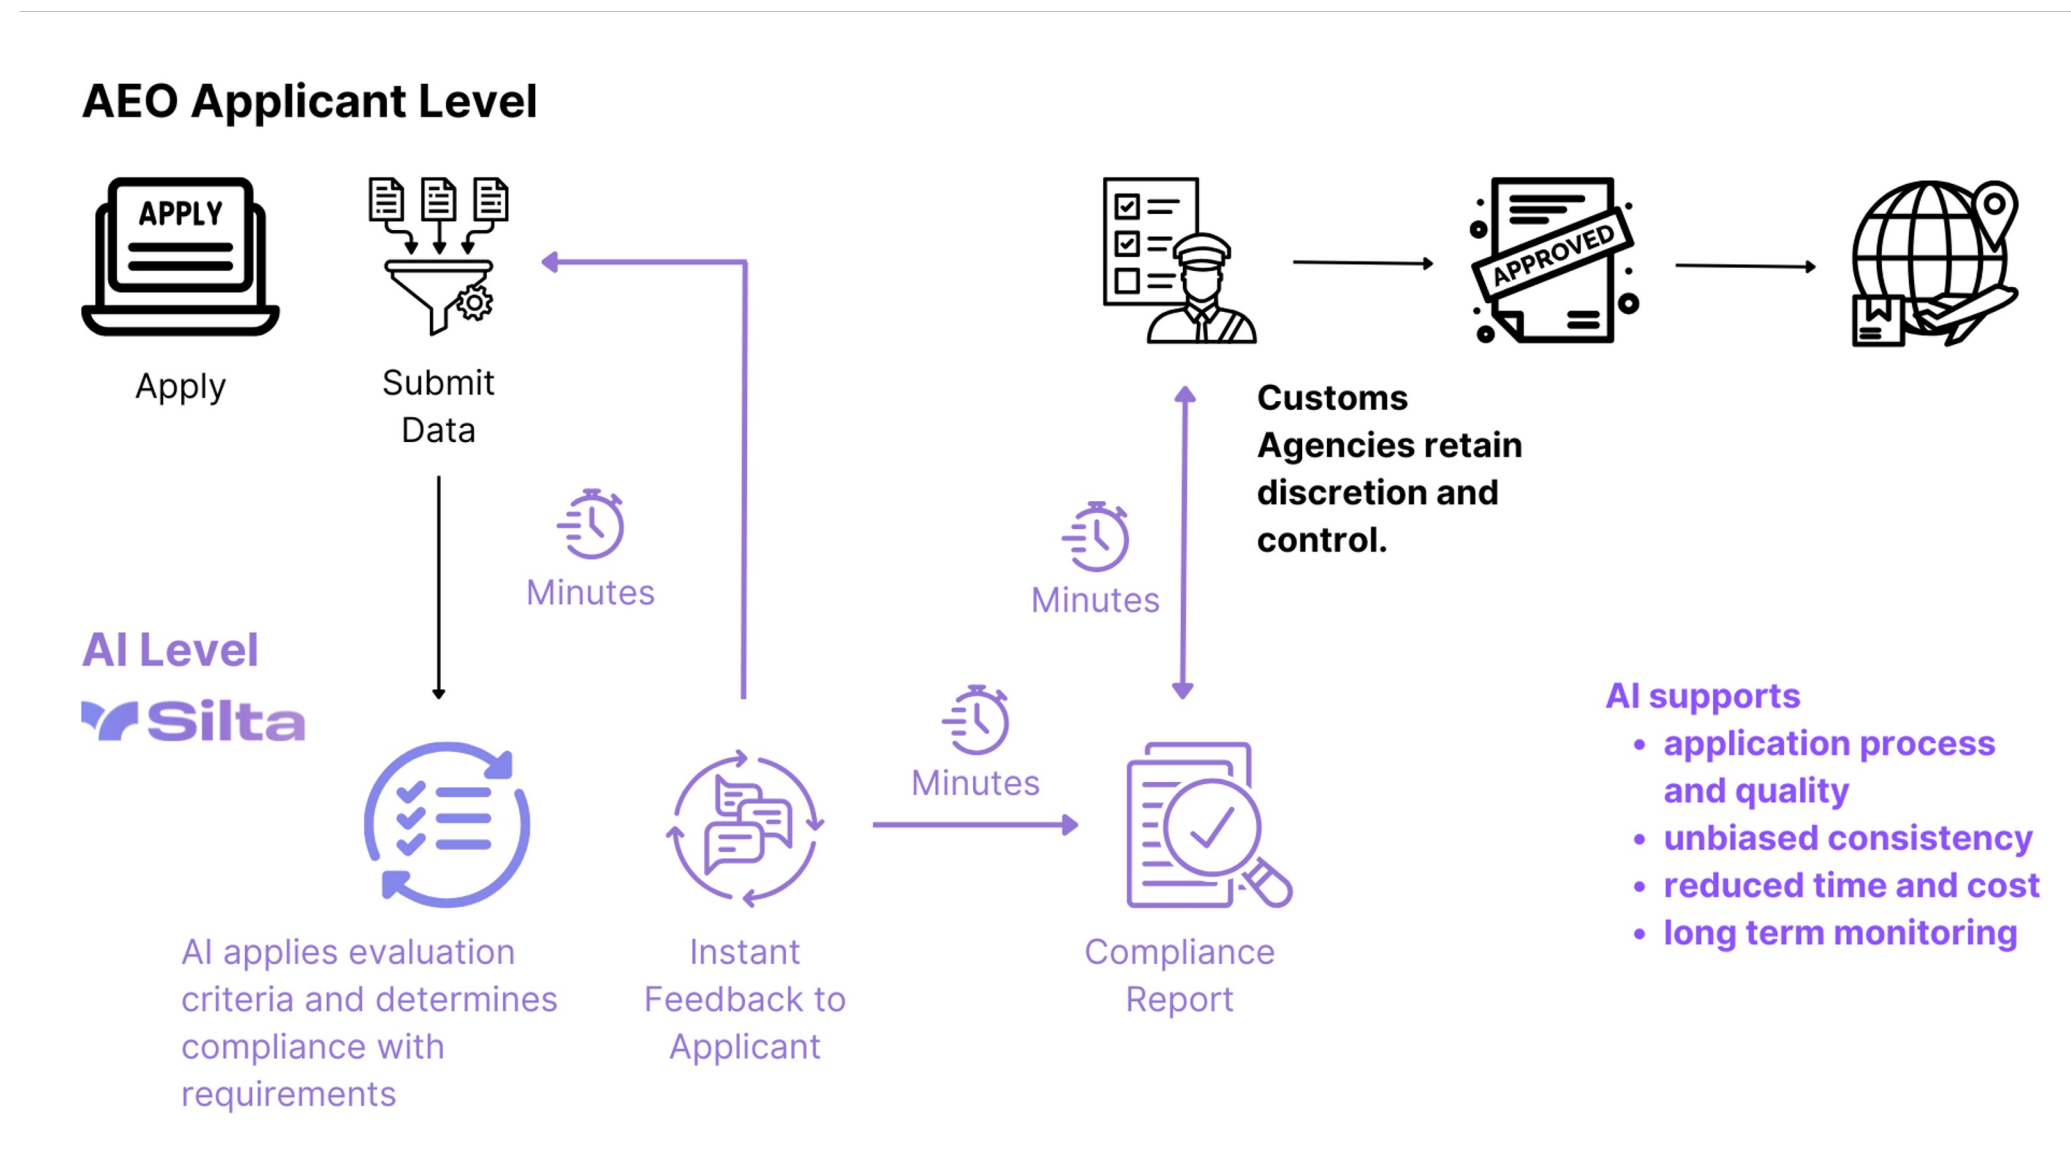 AEO Applicant Level
APPLY
Apply
Submit
Data
Minutes
APPROVED
Customs
Agencies retain
discretion and
control.
Minutes
AI Level
Silta
Minutes
AI applies evaluation
criteria and determines
compliance with
requirements
Instant
Feedback to
Applicant
Compliance
Report
AI supports
• application process
and quality
• unbiased consistency
• reduced time and cost
• long term monitoring